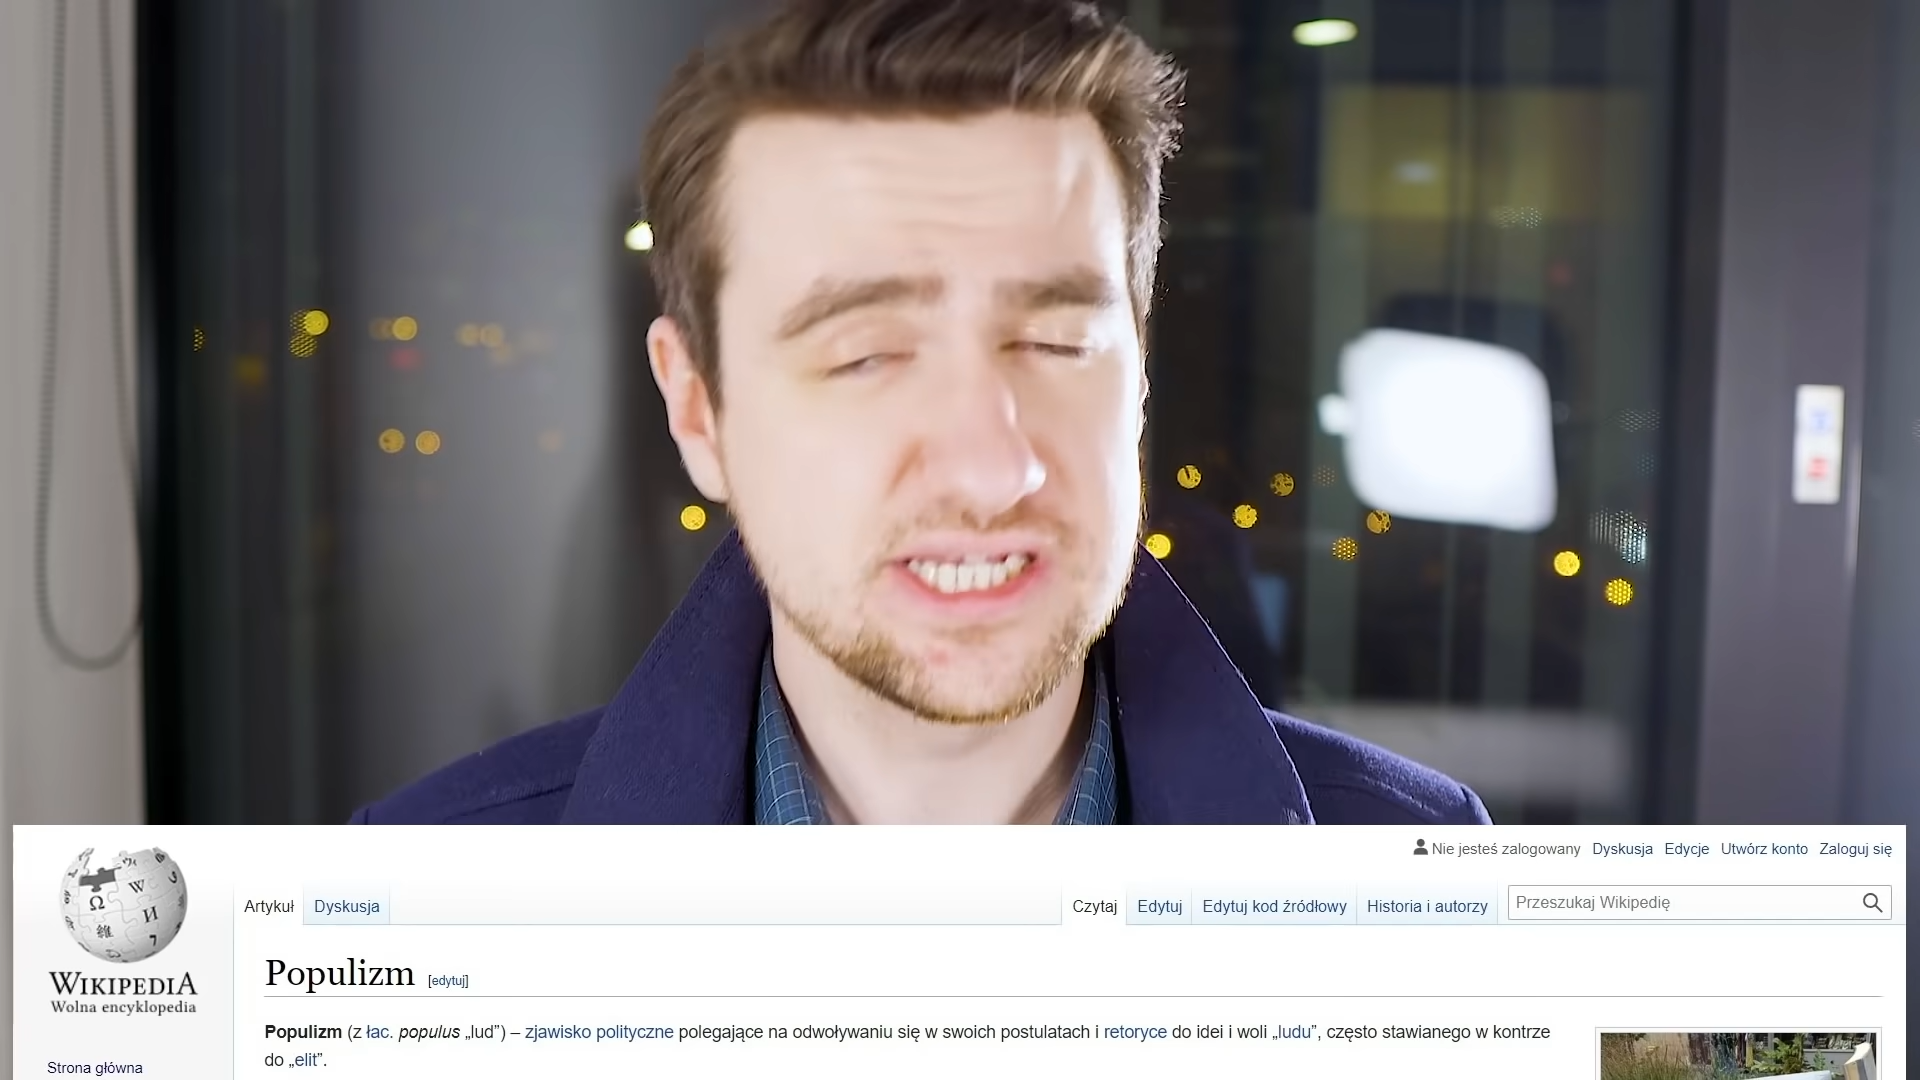 Nie jesteś zalogowany Dyskusja Edycje Utwórz konto Zaloguj się
Artykuł Dyskusja Czytaj Edytuj Edytuj kod źródłowy Historia i autorzy Przeszukaj Wikipedię
WIKIPEDIA
Wolna encyklopedia
Strona główna
Populizm [edytuj]
Populizm (z łac. populus „lud”) – zjawisko polityczne polegające na odwoływaniu się w swoich postulatach i retoryce do idei i woli „ludu”, często stawianego w kontrze
do „elit”.